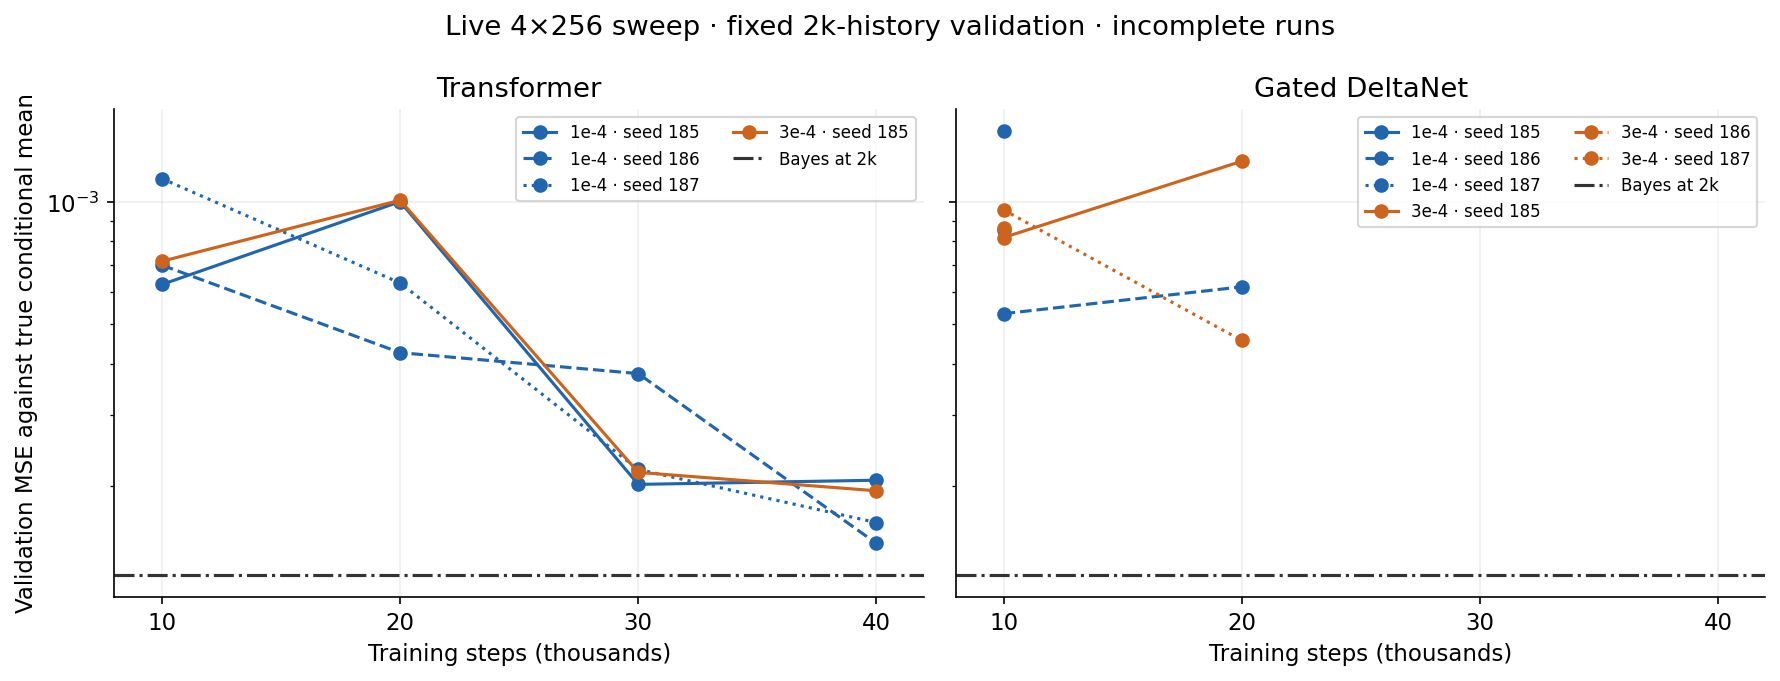 Live 4×256 sweep · fixed 2k-history validation · incomplete runs
Transformer
Validation MSE against true conditional mean
10⁻³
1e-4 · seed 185
1e-4 · seed 186
1e-4 · seed 187
3e-4 · seed 185
Bayes at 2k
10
20
30
40
Training steps (thousands)
Gated DeltaNet
1e-4 · seed 185
1e-4 · seed 186
1e-4 · seed 187
3e-4 · seed 185
3e-4 · seed 186
3e-4 · seed 187
Bayes at 2k
10
20
30
40
Training steps (thousands)